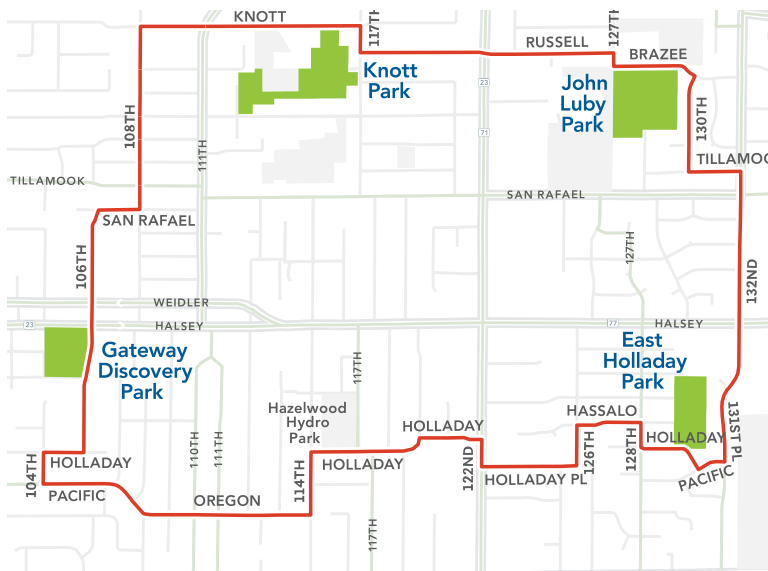 KNOTT
117TH
127TH
RUSSELL
BRAZEE
Knott
Park
John
Luby
Park
23
108TH
111TH
71
130TH
TILLAMOOK
TILLAMOO
SAN RAFAEL
SAN RAFAEL
106TH
127TH
132ND
WEIDLER
23
HALSEY
77
HALSEY
Gateway
Discovery
Park
East
Holladay
Park
117TH
Hazelwood
Hydro
Park
HOLLADAY
HASSALO
131ST PL
110TH
111TH
126TH
128TH
HOLLADAY
104TH
HOLLADAY
HOLLADAY
122ND
HOLLADAY PL
PACIFIC
PACIFIC
OREGON
114TH
117TH